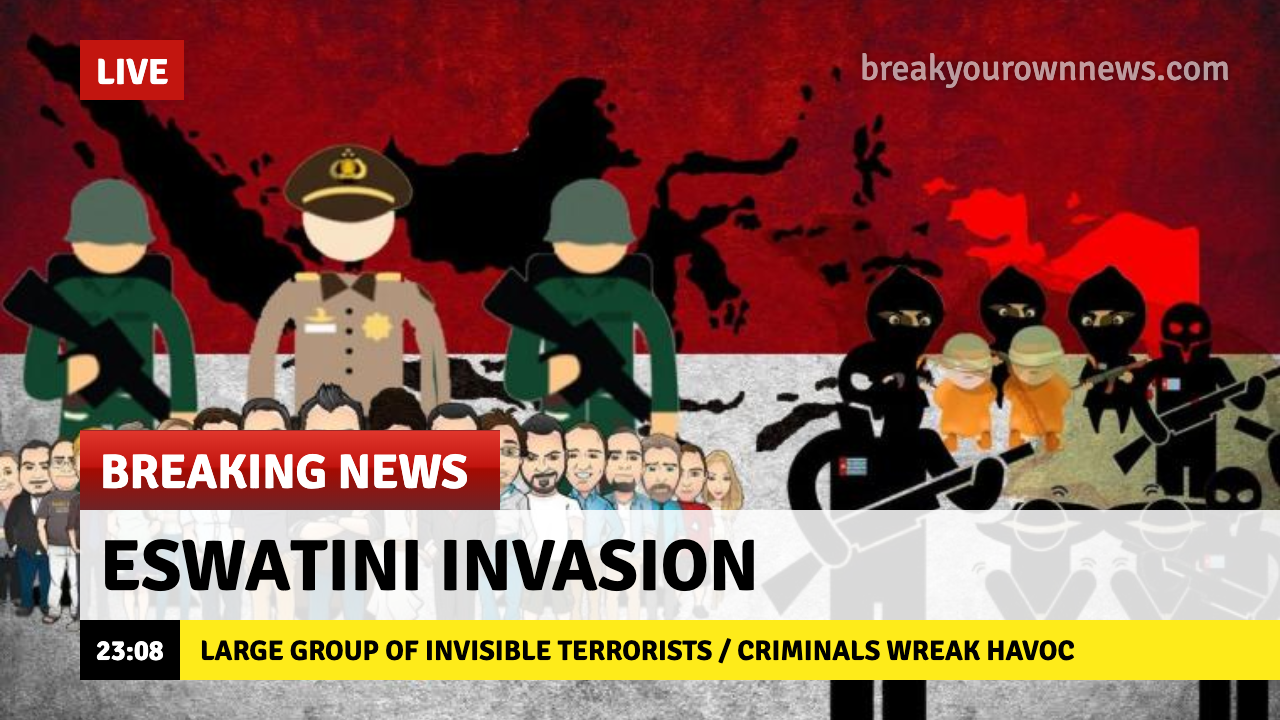 LIVE
breakyourownnews.com
BREAKING NEWS
ESWATINI INVASION
23:08
LARGE GROUP OF INVISIBLE TERRORISTS / CRIMINALS WREAK HAVOC